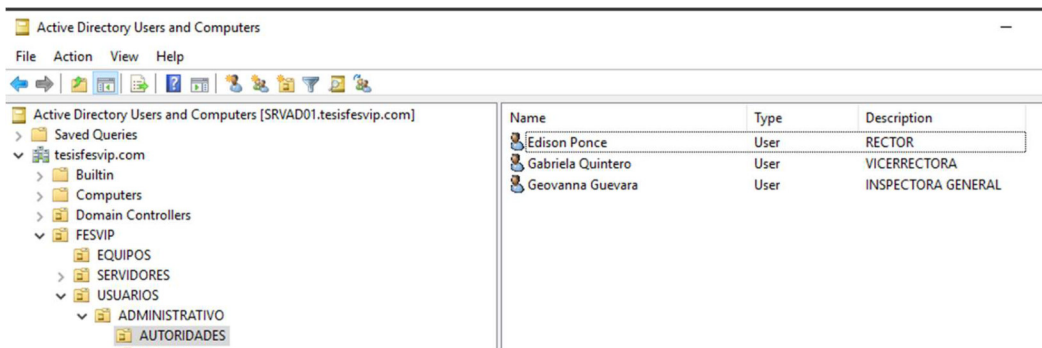 Active Directory Users and Computers
File Action View Help
Active Directory Users and Computers [SRVAD01.tesisfesvip.com]
Saved Queries
tesisfesvip.com
Builtin
Computers
Domain Controllers
FESVIP
EQUIPOS
SERVIDORES
USUARIOS
ADMINISTRATIVO
AUTORIDADES
Name Type Description
Edison Ponce User RECTOR
Gabriela Quintero User VICERRECTORA
Geovanna Guevara User INSPECTORA GENERAL